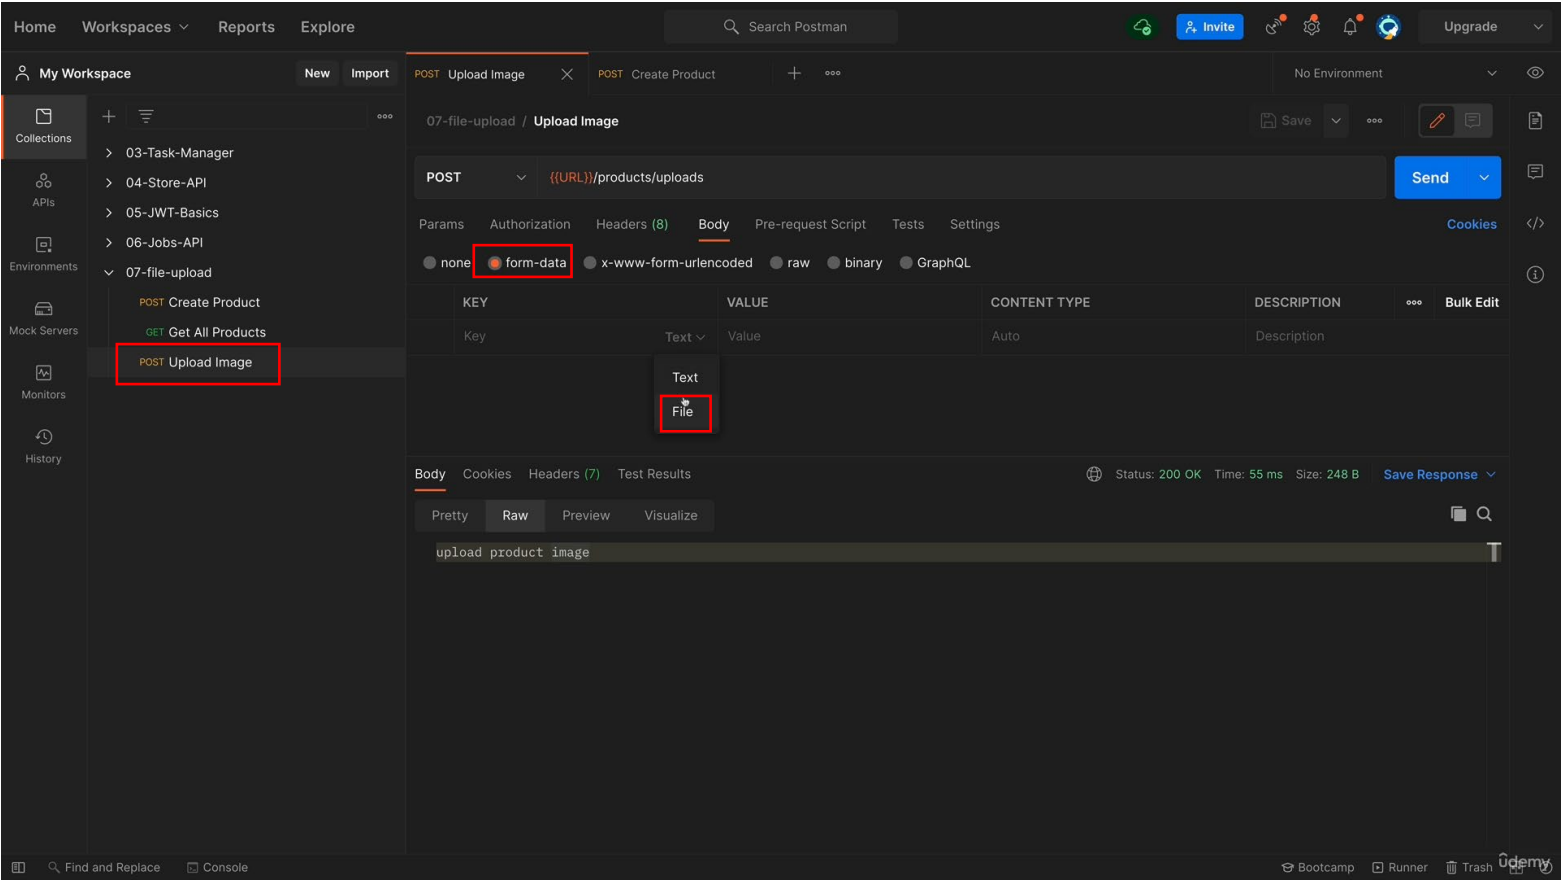 Home Workspaces Reports Explore Search Postman Invite Upgrade
My Workspace New Import POST Upload Image POST Create Product No Environment
07-file-upload / Upload Image Save
Collections
APIs
Environments
Mock Servers
Monitors
History
03-Task-Manager
04-Store-API
05-JWT-Basics
06-Jobs-API
07-file-upload
POST Create Product
GET Get All Products
POST Upload Image
POST {{URL}}/products/uploads Send
Params Authorization Headers (8) Body Pre-request Script Tests Settings Cookies
none form-data x-www-form-urlencoded raw binary GraphQL
KEY VALUE CONTENT TYPE DESCRIPTION Bulk Edit
Key Text Value Auto Description
Text
File
Body Cookies Headers (7) Test Results Status: 200 OK Time: 55 ms Size: 248 B Save Response
Pretty Raw Preview Visualize
upload product image
Find and Replace Console Bootcamp Runner Trash
udemy